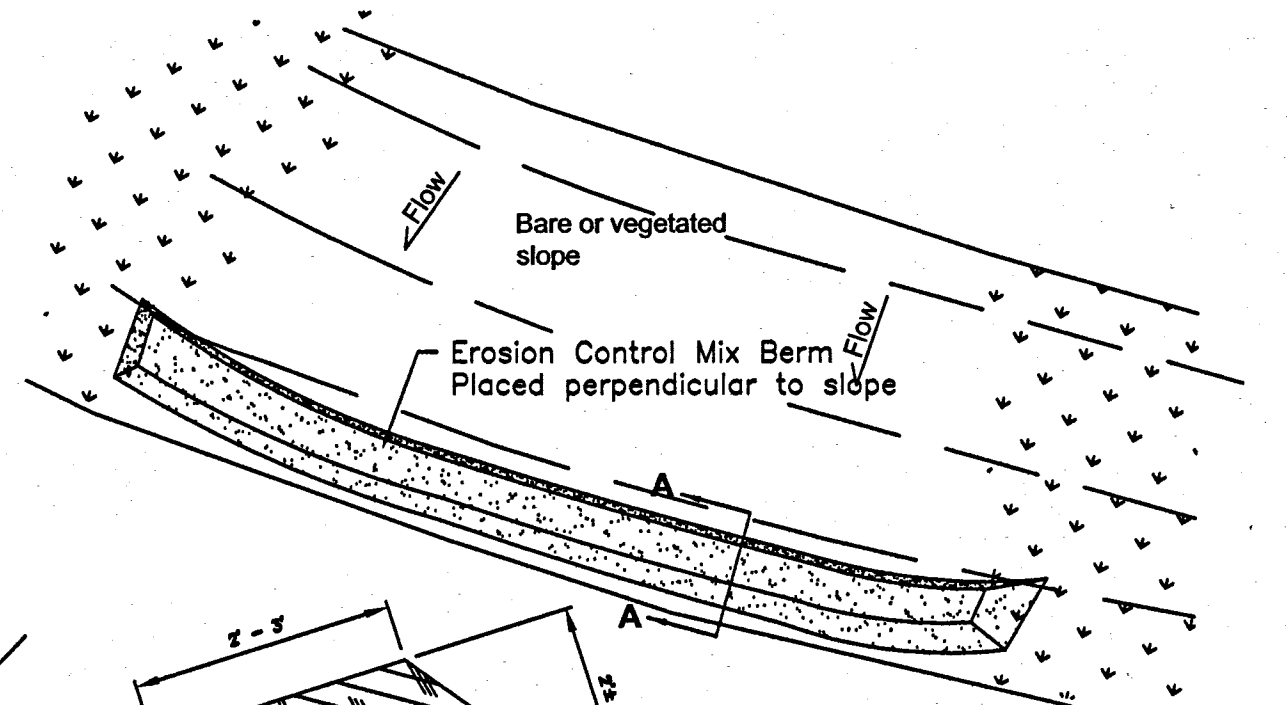 Flow
Bare or vegetated
slope
Flow
Erosion Control Mix Berm
Placed perpendicular to slope
A
A
2' - 3'